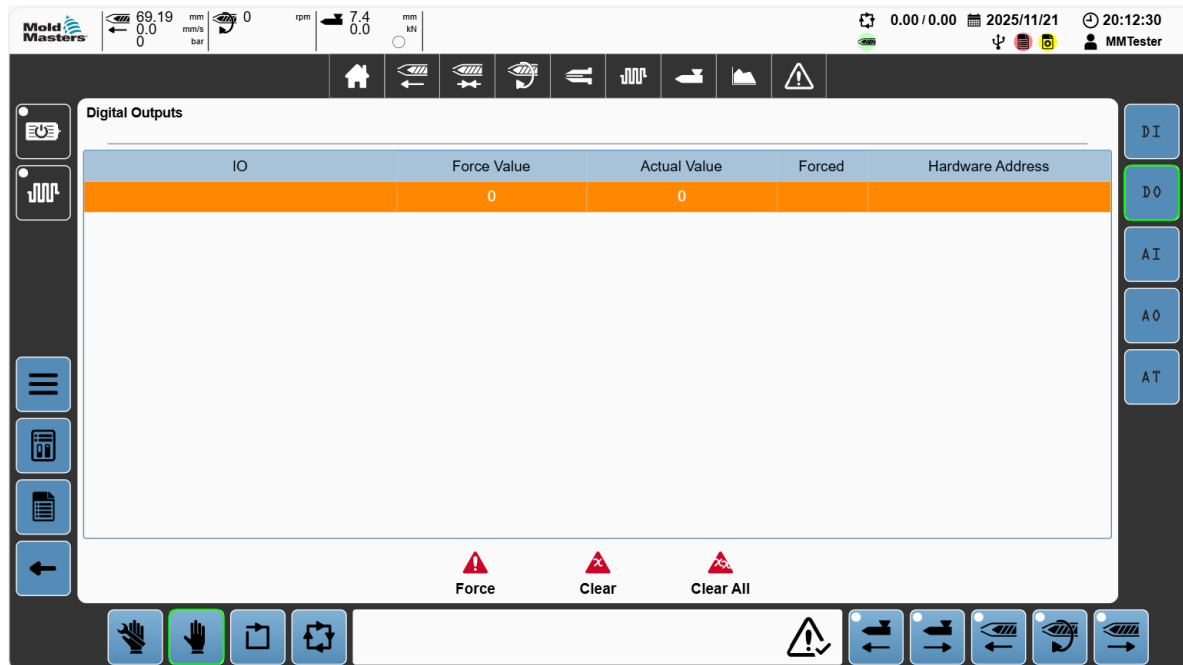 Mold
Masters
69.19 mm
0.0 mm/s
0 bar
0 rpm
7.4 mm
0.0 kN
0.00 / 0.00
2025/11/21
20:12:30
MMTester
Digital Outputs
IO Force Value Actual Value Forced Hardware Address
0 0
DI
DO
AI
AO
AT
Force Clear Clear All